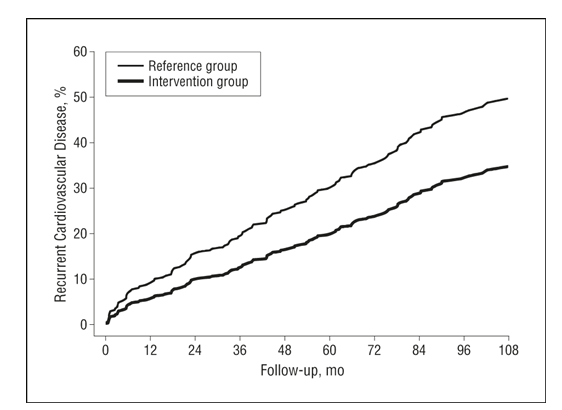 60
50
40
30
20
10
0
Recurrent Cardiovascular Disease, %
Reference group
Intervention group
0 12 24 36 48 60 72 84 96 108
Follow-up, mo